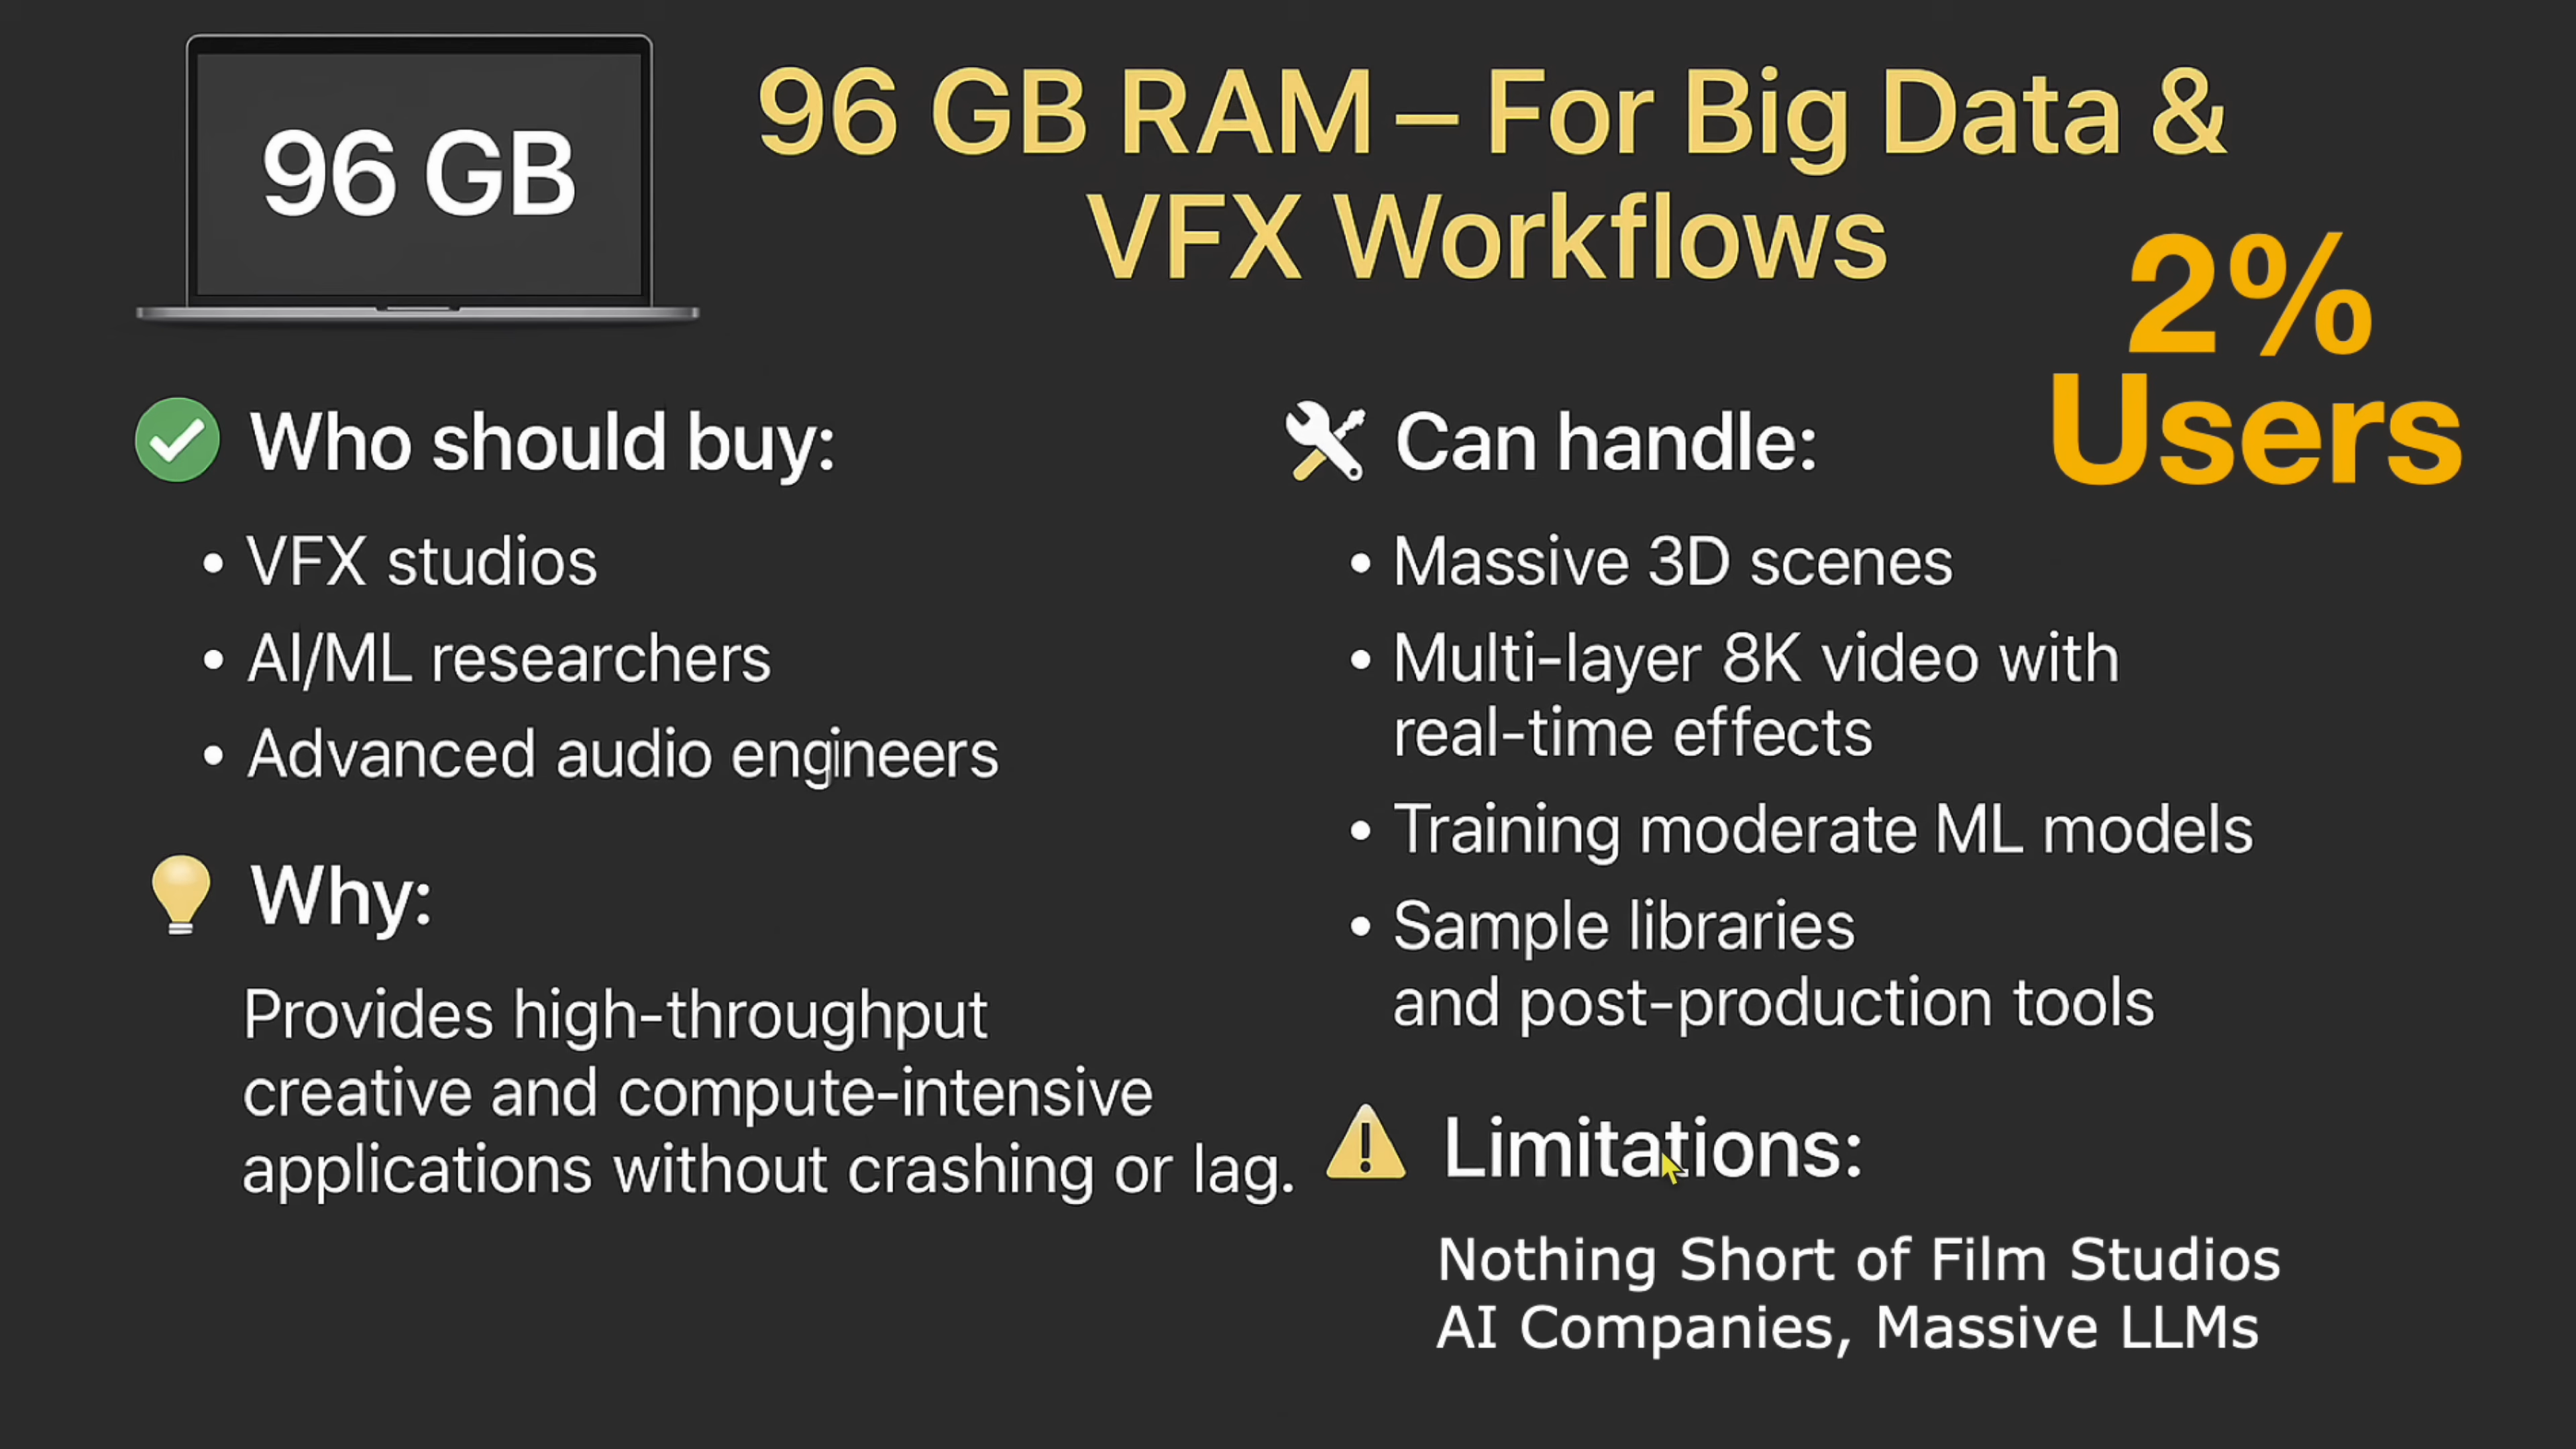 96 GB
96 GB RAM – For Big Data &
VFX Workflows
2%
Users
Who should buy:
• VFX studios
• AI/ML researchers
• Advanced audio engineers
Why:
Provides high-throughput
creative and compute-intensive
applications without crashing or lag.
Can handle:
• Massive 3D scenes
• Multi-layer 8K video with
real-time effects
• Training moderate ML models
• Sample libraries
and post-production tools
Limitations:
Nothing Short of Film Studios
AI Companies, Massive LLMs